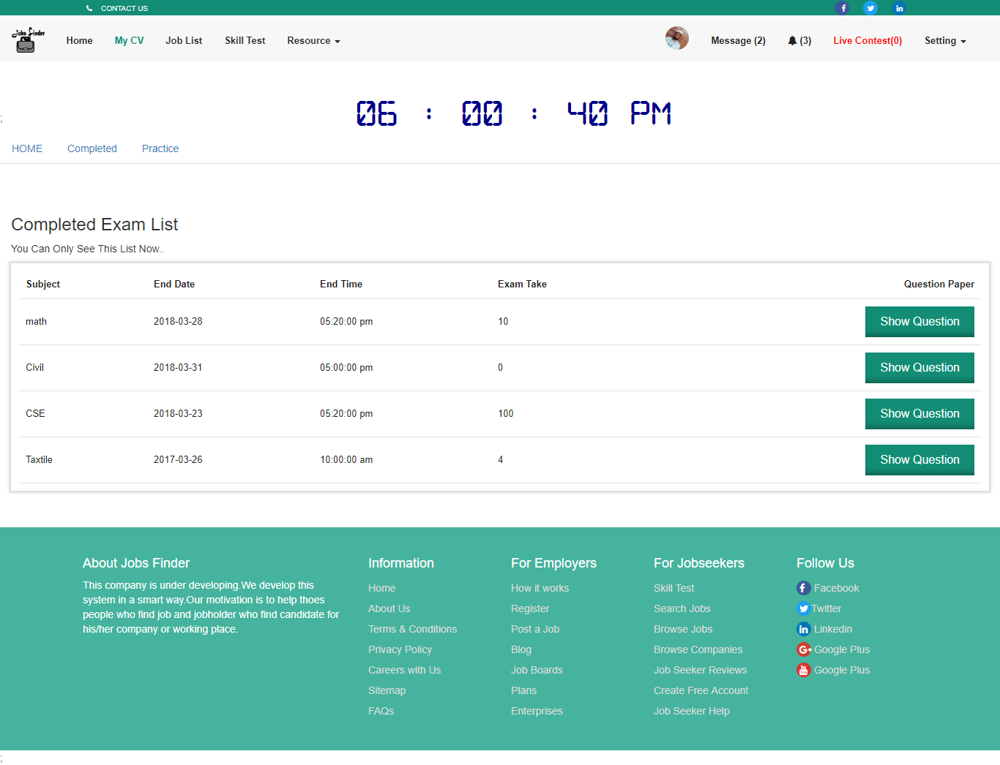 CONTACT US
Jobs Finder
Home My CV Job List Skill Test Resource Message (2) (3) Live Contest(0) Setting
06 : 00 : 40 PM
;
HOME Completed Practice
Completed Exam List
You Can Only See This List Now..
Subject End Date End Time Exam Take Question Paper
math 2018-03-28 05:20:00 pm 10 Show Question
Civil 2018-03-31 05:00:00 pm 0 Show Question
CSE 2018-03-23 05:20:00 pm 100 Show Question
Taxtile 2017-03-26 10:00:00 am 4 Show Question
About Jobs Finder
This company is under developing.We develop this
system in a smart way.Our motivation is to help thoes
people who find job and jobholder who find candidate for
his/her company or working place.
Information
Home
About Us
Terms & Conditions
Privacy Policy
Careers with Us
Sitemap
FAQs
For Employers
How it works
Register
Post a Job
Blog
Job Boards
Plans
Enterprises
For Jobseekers
Skill Test
Search Jobs
Browse Jobs
Browse Companies
Job Seeker Reviews
Create Free Account
Job Seeker Help
Follow Us
Facebook
Twitter
Linkedin
Google Plus
Google Plus
;